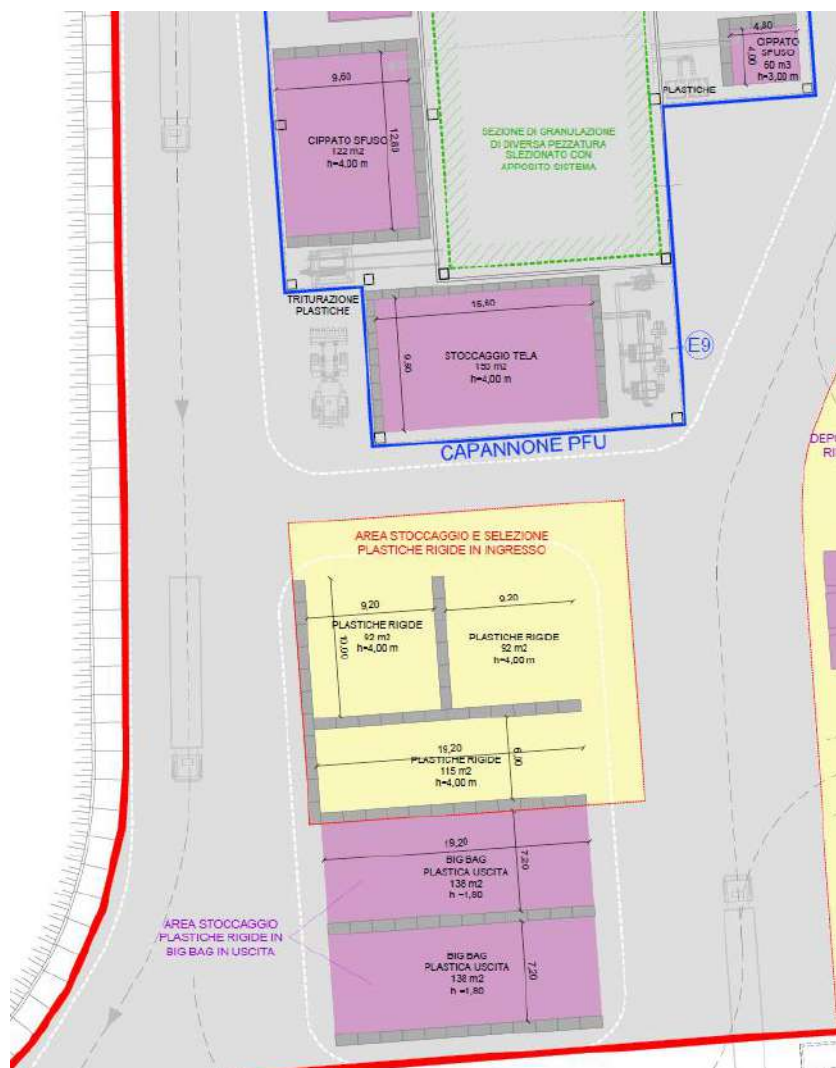 4,80
CIPPATO
SFUSO
60 m3
h=3,00 m
4,00
PLASTICHE
9,60
12,80
CIPPATO SFUSO
122 m2
h=4,00 m
SEZIONE DI GRANULAZIONE
DI DIVERSA PEZZATURA
SLEZIONATO CON
APPOSITO SISTEMA
TRITURAZIONE
PLASTICHE
15,60
9,60
STOCCAGGIO TELA
150 m2
h=4,00 m
E9
CAPANNONE PFU
DEPO
RI
AREA STOCCAGGIO E SELEZIONE
PLASTICHE RIGIDE IN INGRESSO
9,20
9,20
10,00
PLASTICHE RIGIDE
92 m2
h=4,00 m
PLASTICHE RIGIDE
92 m2
h=4,00 m
19,20
6,00
PLASTICHE RIGIDE
115 m2
h=4,00 m
19,20
7,20
BIG BAG
PLASTICA USCITA
138 m2
h =1,80
AREA STOCCAGGIO
PLASTICHE RIGIDE IN
BIG BAG IN USCITA
BIG BAG
PLASTICA USCITA
138 m2
h =1,80
7,20